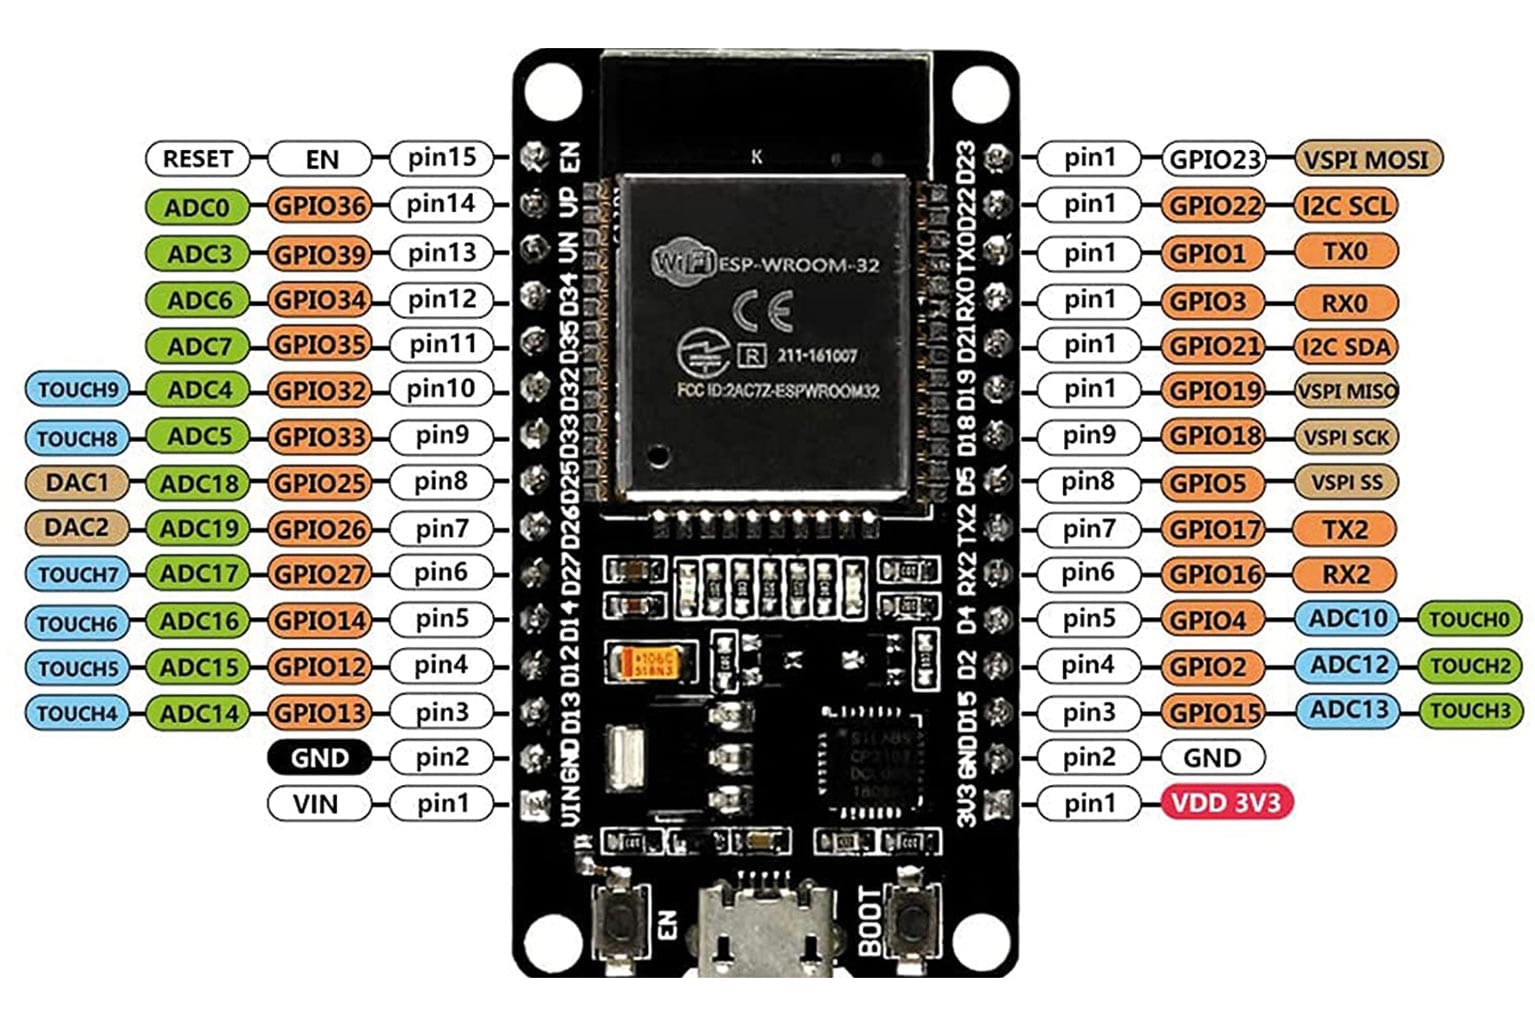 RESET EN pin15 EN D23 pin1 GPIO23 VSPI MOSI
K
ADC0 GPIO36 pin14 VP D22 pin1 GPIO22 I2C SCL
ADC3 GPIO39 pin13 VN TX0 pin1 GPIO1 TX0
WiFi ESP-WROOM-32
ADC6 GPIO34 pin12 D34 RX0 pin1 GPIO3 RX0
CE
ADC7 GPIO35 pin11 D35 D21 pin1 GPIO21 I2C SDA
R 211-161007
TOUCH9 ADC4 GPIO32 pin10 D32 D19 pin1 GPIO19 VSPI MISO
FCC ID:2AC7Z-ESPWROOM32
TOUCH8 ADC5 GPIO33 pin9 D33 D18 pin9 GPIO18 VSPI SCK
DAC1 ADC18 GPIO25 pin8 D25 D5 pin8 GPIO5 VSPI SS
DAC2 ADC19 GPIO26 pin7 D26 TX2 pin7 GPIO17 TX2
TOUCH7 ADC17 GPIO27 pin6 D27 RX2 pin6 GPIO16 RX2
TOUCH6 ADC16 GPIO14 pin5 D14 D4 pin5 GPIO4 ADC10 TOUCH0
TOUCH5 ADC15 GPIO12 pin4 D12 D2 pin4 GPIO2 ADC12 TOUCH2
TOUCH4 ADC14 GPIO13 pin3 D13 D15 pin3 GPIO15 ADC13 TOUCH3
GND pin2 GND GND pin2 GND
VIN pin1 VIN 3V3 pin1 VDD 3V3
EN BOOT